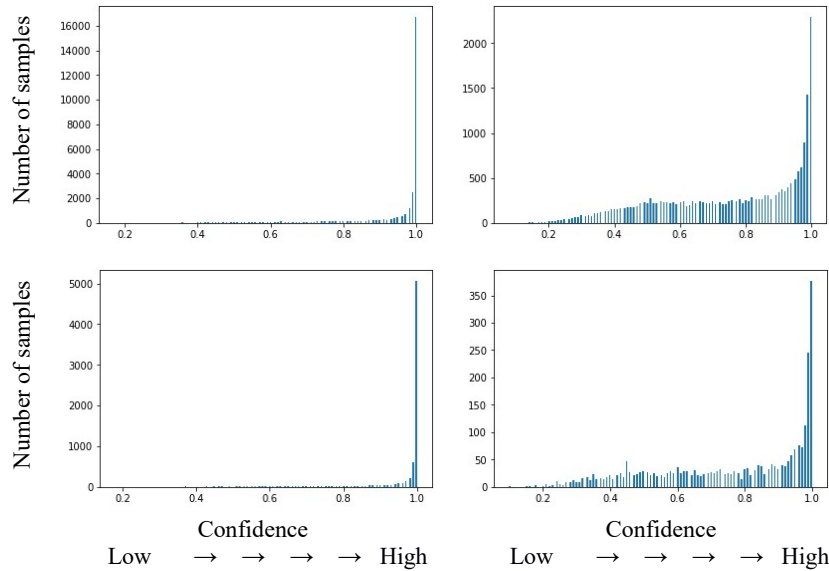 Number of samples
16000
14000
12000
10000
8000
6000
4000
2000
0
0.2 0.4 0.6 0.8 1.0
2000
1500
1000
500
0
0.2 0.4 0.6 0.8 1.0
Number of samples
5000
4000
3000
2000
1000
0
0.2 0.4 0.6 0.8 1.0
350
300
250
200
150
100
50
0
0.2 0.4 0.6 0.8 1.0
Confidence
Low → → → → High
Confidence
Low → → → → High